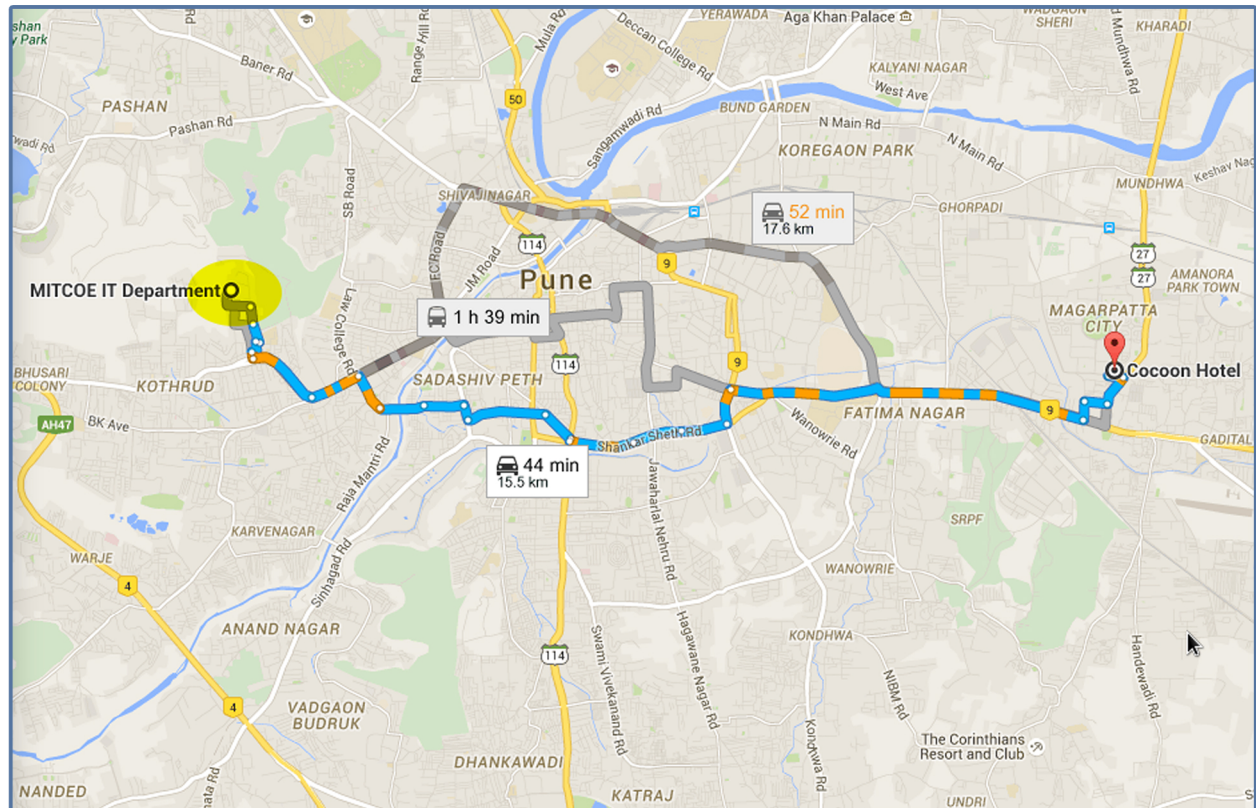 Aga Khan Palace
YERAWADA
WADGAON
SHERI
KHARADI
d Mundhwa Rd
shan
y Park
Mula Rd
Deccan College Rd
Range Hill R
Baner Rd
KALYANI NAGAR
West Ave
50
PASHAN
Pashan Rd
BUND GARDEN
N Main Rd
N Main Rd
Sangamwadi Rd
KOREGAON PARK
wadi Rd
Keshav Nag
SB Road
SHIVAJINAGAR
MUNDHWA
GHORPADI
52 min
17.6 km
FC Road
JM Road
114
9
27
27
Pune
AMANORA
PARK TOWN
MITCOE IT Department
Law College Rd
1 h 39 min
MAGARPATTA
CITY
Cocoon Hotel
114
9
BHUSARI
COLONY
KOTHRUD
SADASHIV PETH
AH47
BK Ave
FATIMA NAGAR
9
Wanowrie Rd
GADITAL
Shankar Sheth Rd
44 min
15.5 km
Raja Mantri Rd
Jawaharlal Nehru Rd
KARVENAGAR
SRPF
WARJE
4
Sinhagad Rd
WANOWRIE
ANAND NAGAR
KONDHWA
114
Swami Vivekanand Rd
Hagawane Nagar Rd
Handewadi Rd
NIBM Rd
4
VADGAON
BUDRUK
Kondhwa Rd
The Corinthians
Resort and Club
DHANKAWADI
NANDED
KATRAJ
UNDRI